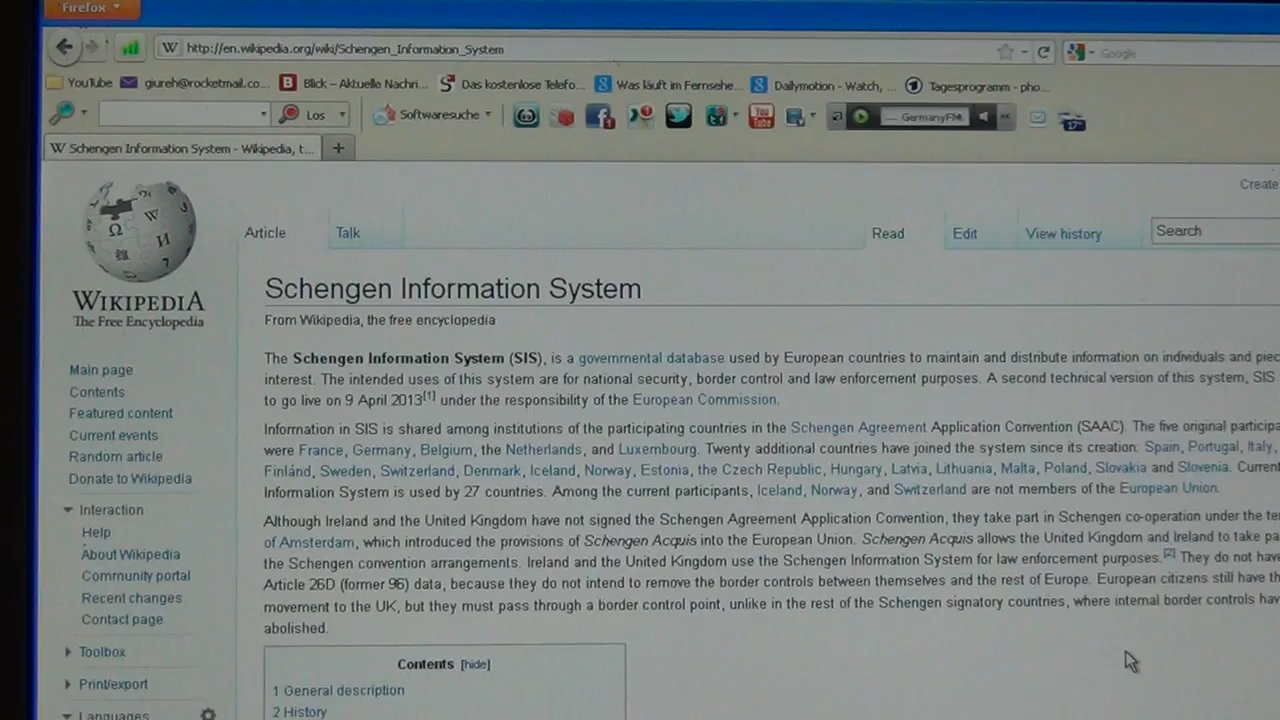 Firefox
W http://en.wikipedia.org/wiki/Schengen_Information_System
Google
YouTube giureh@rocketmail.co... B Blick – Aktuelle Nachri... Das kostenlose Telefo... Was läuft im Fernsehe... Dailymotion - Watch, ... Tagesprogramm - pho...
Los Softwaresuche GermanyFM. 17°
W Schengen Information System - Wikipedia, t... +
Create
Article Talk Read Edit View history Search
WIKIPEDIA
The Free Encyclopedia
Schengen Information System
From Wikipedia, the free encyclopedia
The Schengen Information System (SIS), is a governmental database used by European countries to maintain and distribute information on individuals and piec
interest. The intended uses of this system are for national security, border control and law enforcement purposes. A second technical version of this system, SIS
to go live on 9 April 2013[1] under the responsibility of the European Commission.
Information in SIS is shared among institutions of the participating countries in the Schengen Agreement Application Convention (SAAC). The five original participa
were France, Germany, Belgium, the Netherlands, and Luxembourg. Twenty additional countries have joined the system since its creation: Spain, Portugal, Italy,
Finland, Sweden, Switzerland, Denmark, Iceland, Norway, Estonia, the Czech Republic, Hungary, Latvia, Lithuania, Malta, Poland, Slovakia and Slovenia. Current
Information System is used by 27 countries. Among the current participants, Iceland, Norway, and Switzerland are not members of the European Union.
Although Ireland and the United Kingdom have not signed the Schengen Agreement Application Convention, they take part in Schengen co-operation under the te
of Amsterdam, which introduced the provisions of Schengen Acquis into the European Union. Schengen Acquis allows the United Kingdom and Ireland to take pa
the Schengen convention arrangements. Ireland and the United Kingdom use the Schengen Information System for law enforcement purposes.[2] They do not have
Article 26D (former 96) data, because they do not intend to remove the border controls between themselves and the rest of Europe. European citizens still have th
movement to the UK, but they must pass through a border control point, unlike in the rest of the Schengen signatory countries, where internal border controls hav
abolished.
Contents [hide]
1 General description
2 History
Main page
Contents
Featured content
Current events
Random article
Donate to Wikipedia
Interaction
Help
About Wikipedia
Community portal
Recent changes
Contact page
Toolbox
Print/export
Languages